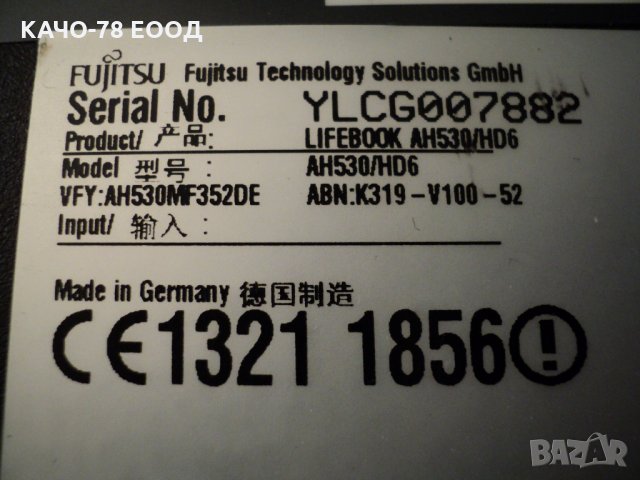 КАЧО-78 ЕООД
FUJITSU Fujitsu Technology Solutions GmbH
Serial No. YLCG007882
Product/ 产品: LIFEBOOK AH530/HD6
Model 型号: AH530/HD6
VFY:AH530MF352DE ABN:K319-V100-52
Input/ 输入:
Made in Germany 德国制造
CE1321 1856!
BAZAR